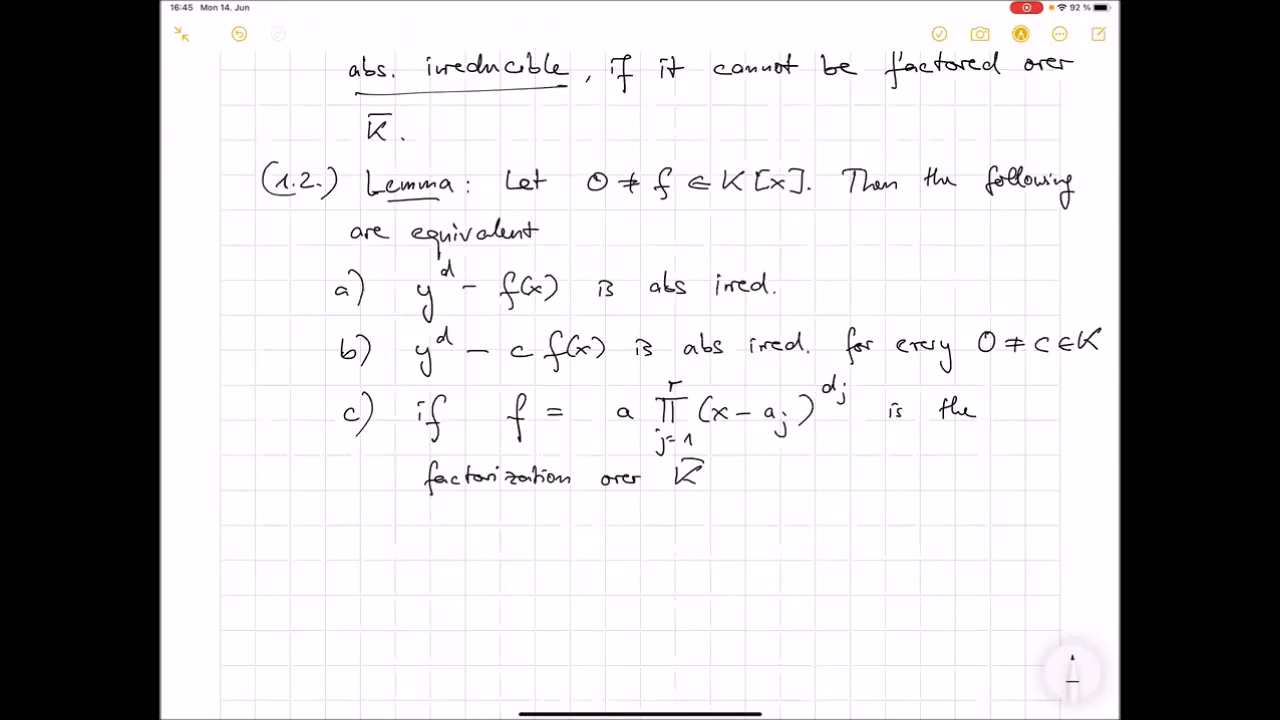 16:45 Mon 14. Jun 92 %
abs. irreducible, if it cannot be factored over
K̅.
(1.2.) Lemma: Let 0 ≠ f ∈ K[x]. Then the following
are equivalent
a) y^d - f(x) is abs irred.
b) y^d - c f(x) is abs irred. for every 0 ≠ c ∈ K
c) if f = a ∏_{j=1}^{r} (x - a_j)^{d_j} is the
factorization over K̅